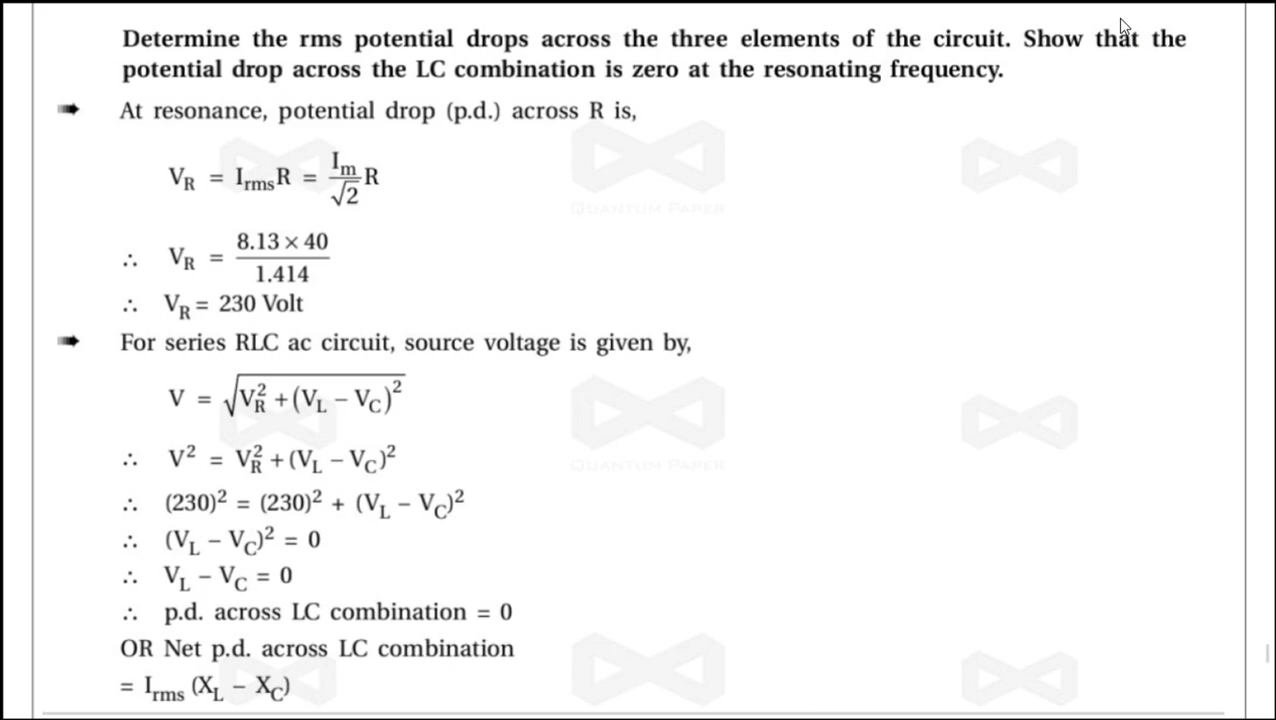 Determine the rms potential drops across the three elements of the circuit. Show that the
potential drop across the LC combination is zero at the resonating frequency.
➠ At resonance, potential drop (p.d.) across R is,
V_R = I_rms R = I_m/√2 R
QUANTUM PAPER
∴ V_R = 8.13 × 40 / 1.414
∴ V_R = 230 Volt
➠ For series RLC ac circuit, source voltage is given by,
V = √(V_R² + (V_L − V_C)²)
∴ V² = V_R² + (V_L − V_C)²
QUANTUM PAPER
∴ (230)² = (230)² + (V_L − V_C)²
∴ (V_L − V_C)² = 0
∴ V_L − V_C = 0
∴ p.d. across LC combination = 0
OR Net p.d. across LC combination
= I_rms (X_L − X_C)